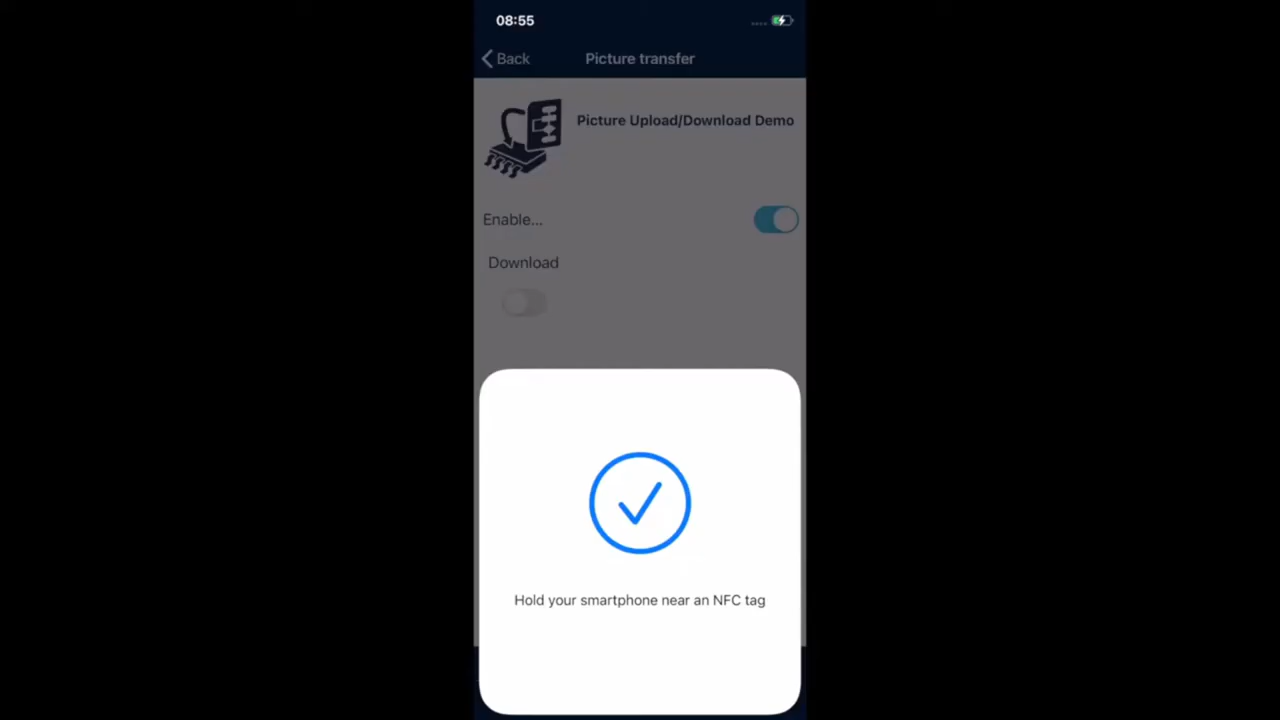 08:55
Back
Picture transfer
Picture Upload/Download Demo
Enable...
Download
Hold your smartphone near an NFC tag